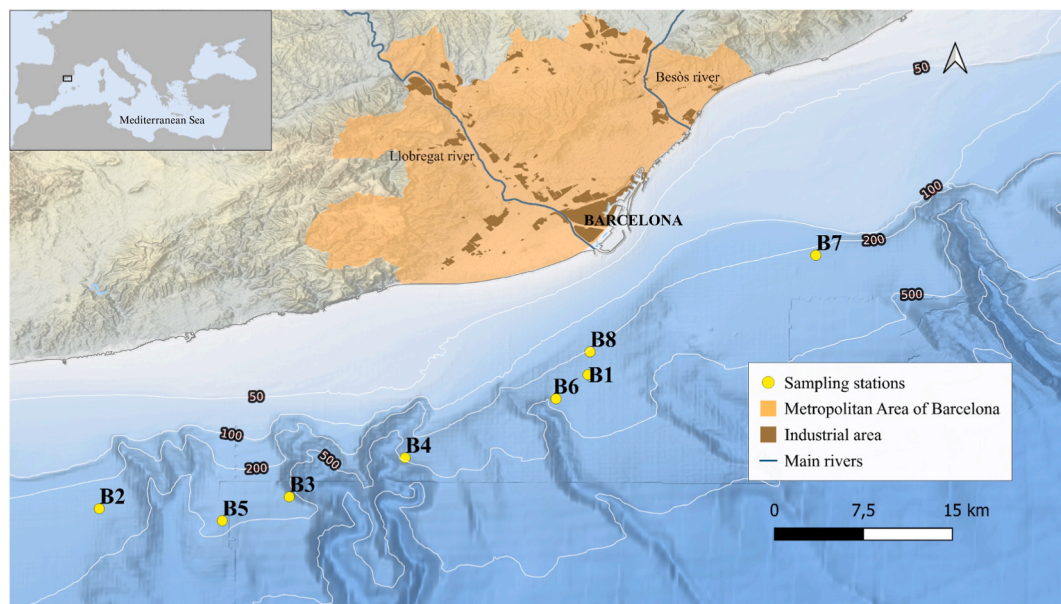 Mediterranean Sea
50
Besòs river
Llobregat river
100
BARCELONA
200
B7
500
B8
B1
B6
Sampling stations
Metropolitan Area of Barcelona
Industrial area
Main rivers
50
100
B4
500
200
B3
B2
B5
0 7,5 15 km